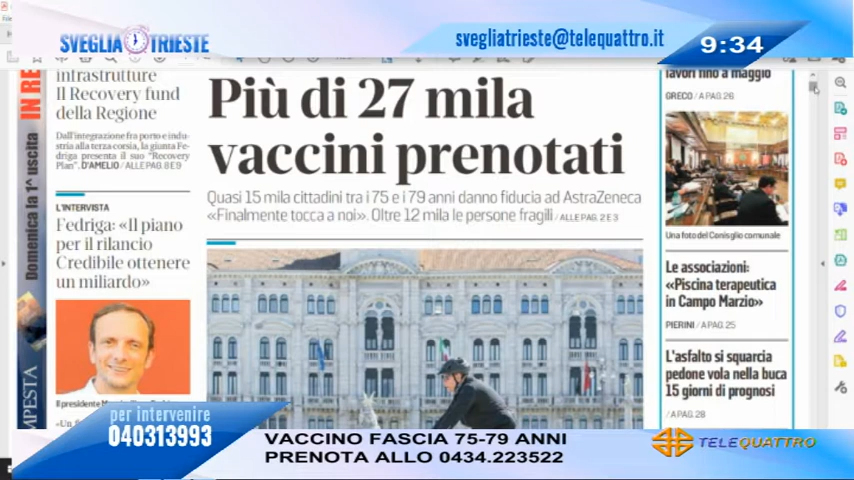 SVEGLIA TRIESTE
svegliatrieste@telequattro.it
9:34
infrastrutture
Il Recovery fund
della Regione
Dall'integrazione fra porto e indu-
stria alla terza corsia, la giunta Fe-
driga presenta il suo "Recovery
Plan". D'AMELIO / ALLE PAG. 8 E 9
L'INTERVISTA
Fedriga: «Il piano
per il rilancio
Credibile ottenere
un miliardo»
Il presidente
Domenica la 1^ uscita
IN RE
MPESTA
Più di 27 mila
vaccini prenotati
Quasi 15 mila cittadini tra i 75 e i 79 anni danno fiducia ad AstraZeneca
«Finalmente tocca a noi». Oltre 12 mila le persone fragili / ALLE PAG. 2 E 3
lavori fino a maggio
GRECO / A PAG. 26
Una foto del Conisglio comunale
Le associazioni:
«Piscina terapeutica
in Campo Marzio»
PIERINI / A PAG. 25
L'asfalto si squarcia
pedone vola nella buca
15 giorni di prognosi
/ A PAG. 28
per intervenire
040313993
VACCINO FASCIA 75-79 ANNI
PRENOTA ALLO 0434.223522
TELEQUATTRO